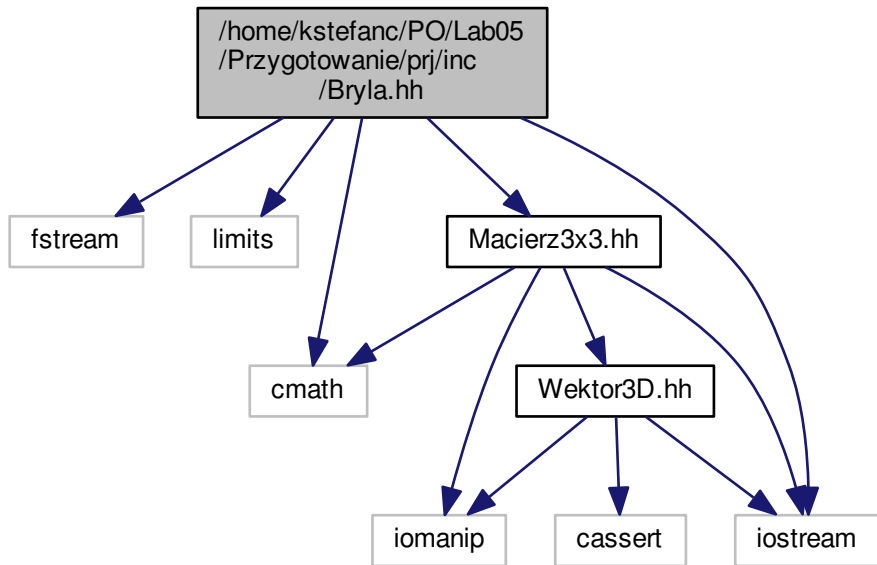 /home/kstefanc/PO/Lab05
/Przygotowanie/prj/inc
/Bryla.hh
fstream
limits
Macierz3x3.hh
cmath
Wektor3D.hh
iomanip
cassert
iostream